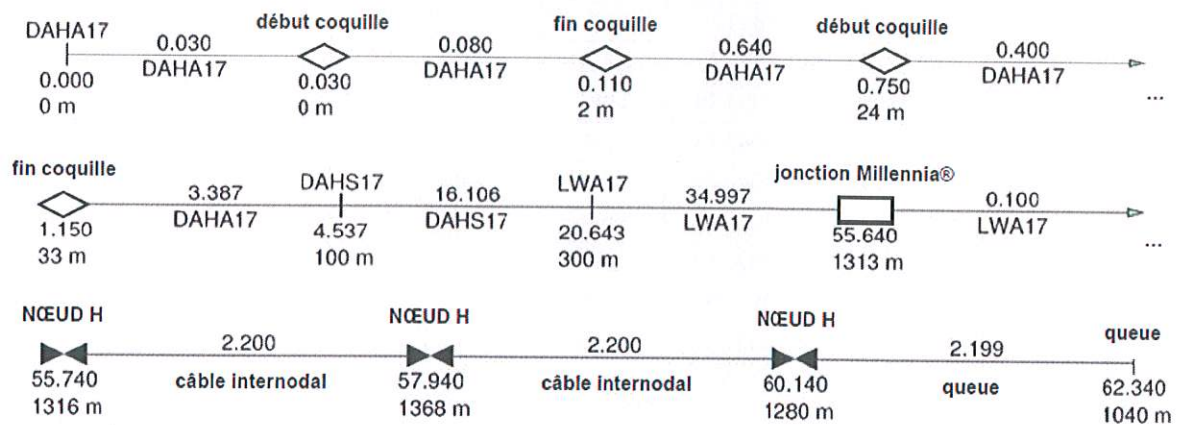 DAHA17 début coquille fin coquille début coquille
0.030 0.080 0.640 0.400
DAHA17 DAHA17 DAHA17 DAHA17
0.000 0.030 0.110 0.750
0 m 0 m 2 m 24 m ...
fin coquille DAHS17 LWA17 jonction Millennia®
3.387 16.106 34.997 0.100
DAHA17 DAHS17 LWA17 LWA17
1.150 4.537 20.643 55.640
33 m 100 m 300 m 1313 m ...
NŒUD H NŒUD H NŒUD H queue
2.200 2.200 2.199
câble internodal câble internodal queue
55.740 57.940 60.140 62.340
1316 m 1368 m 1280 m 1040 m